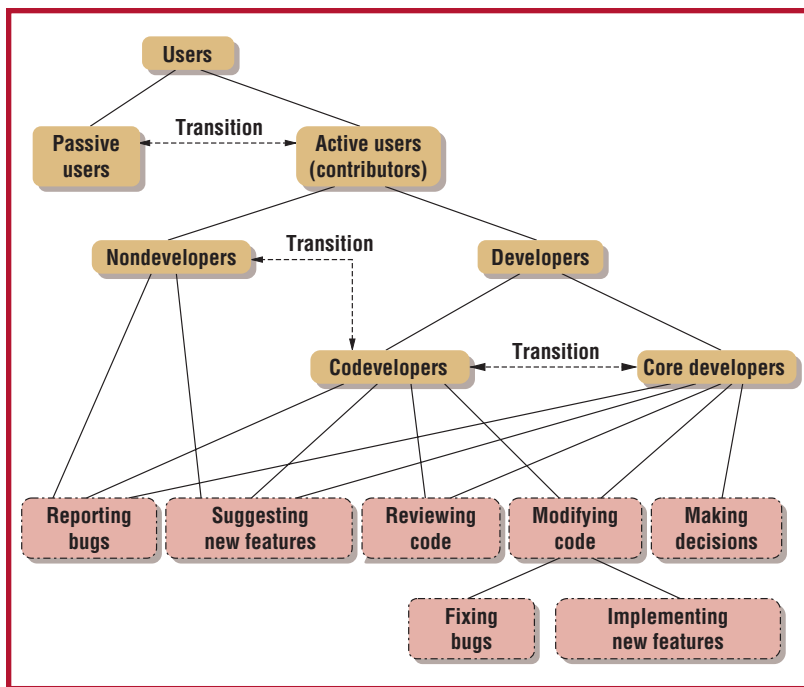 Users
Passive
users
Transition
Active users
(contributors)
Nondevelopers
Transition
Developers
Codevelopers
Transition
Core developers
Reporting
bugs
Suggesting
new features
Reviewing
code
Modifying
code
Making
decisions
Fixing
bugs
Implementing
new features